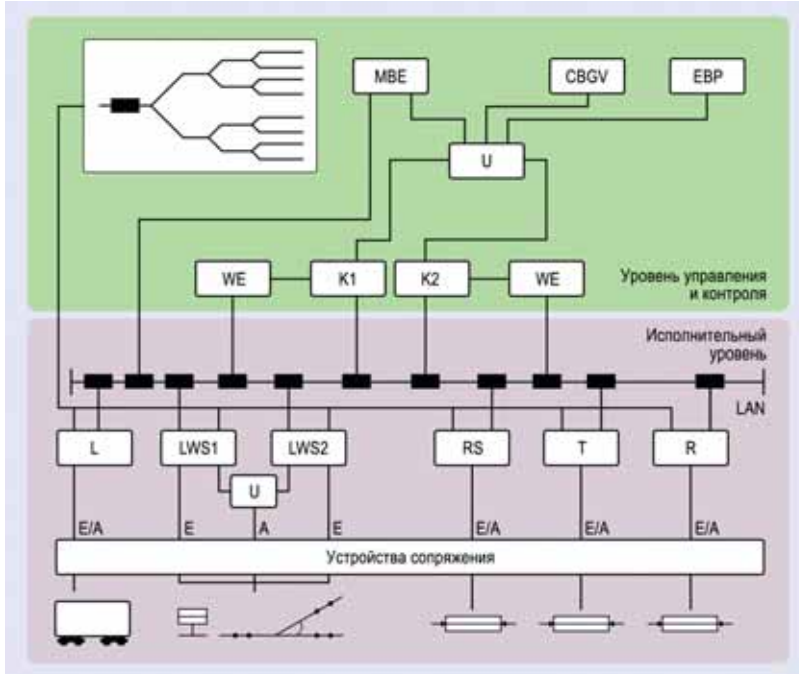 MBE
CBGV
EBP
U
WE
K1
K2
WE
Уровень управления
и контроля
Исполнительный
уровень
LAN
L
LWS1
LWS2
RS
T
R
U
E/A
E
A
E
E/A
E/A
E/A
Устройства сопряжения